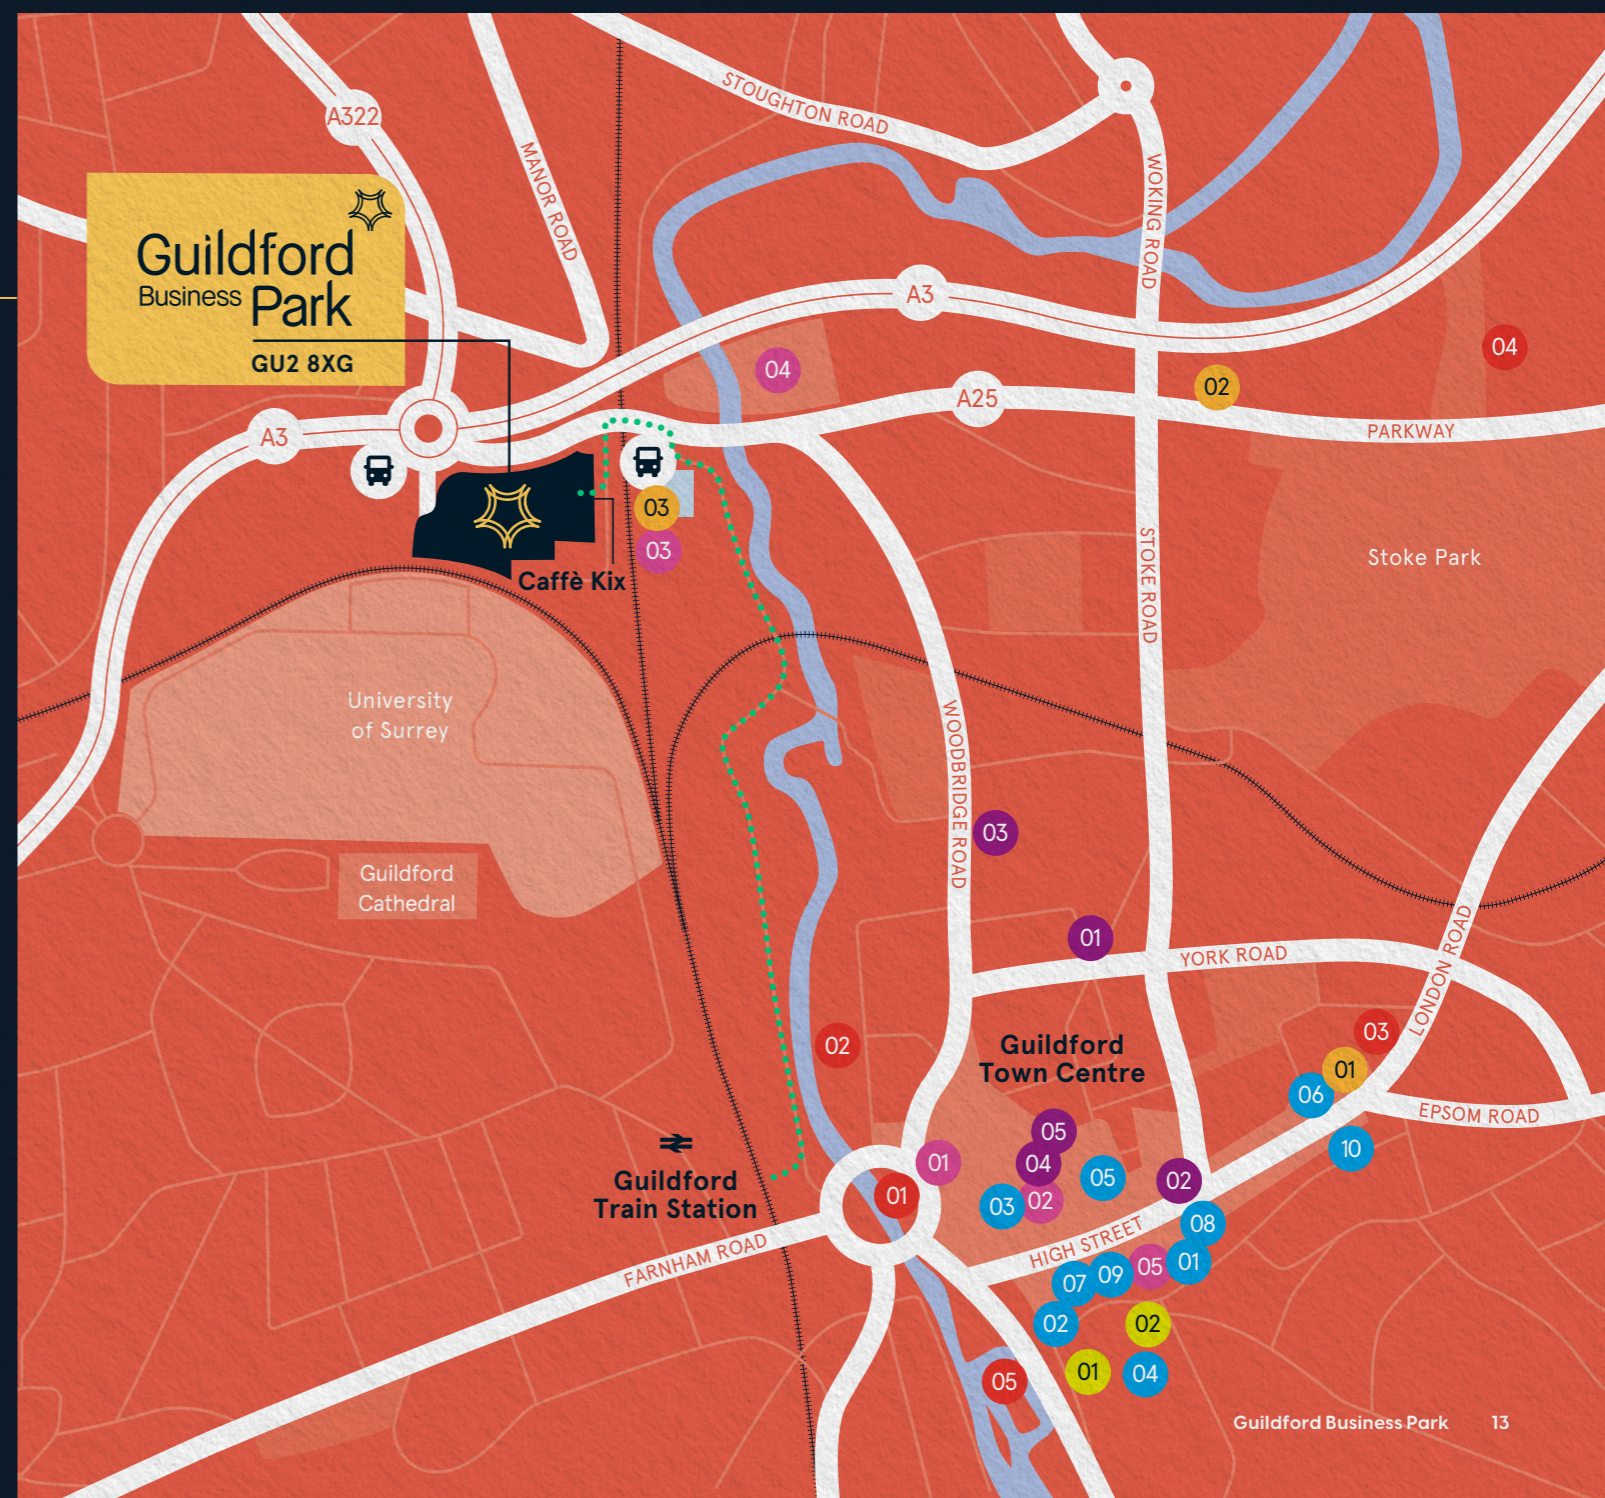 A322
STOUGHTON ROAD
MANOR ROAD
WOKING ROAD
Guildford
Business Park
GU2 8XG
A3
A3
A25
04
02
04
PARKWAY
03
03
Caffè Kix
STOKE ROAD
Stoke Park
University
of Surrey
WOODBRIDGE ROAD
03
Guildford
Cathedral
01
YORK ROAD
LONDON ROAD
02
Guildford
Town Centre
03
01
06
EPSOM ROAD
10
05
04
01
05
02
Guildford
Train Station
01
03
02
08
HIGH STREET
FARNHAM ROAD
07
09
05
01
02
02
05
01
04
Guildford Business Park
13